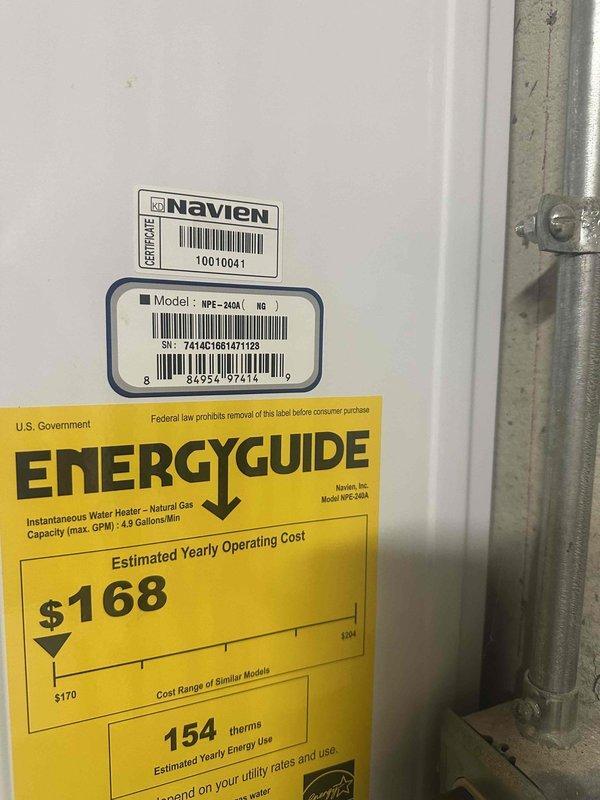 KD NAVIEN
CERTIFICATE
10010041
Model : NPE-240A( NG )
SN: 7414C1661471123
8 84954 97414 9
U.S. Government
Federal law prohibits removal of this label before consumer purchase
ENERGYGUIDE
Instantaneous Water Heater – Natural Gas
Capacity (max. GPM) : 4.9 Gallons/Min
Navien, Inc.
Model NPE-240A
Estimated Yearly Operating Cost
$168
$170
$204
Cost Range of Similar Models
154 therms
Estimated Yearly Energy Use
depend on your utility rates and use.
water
energy